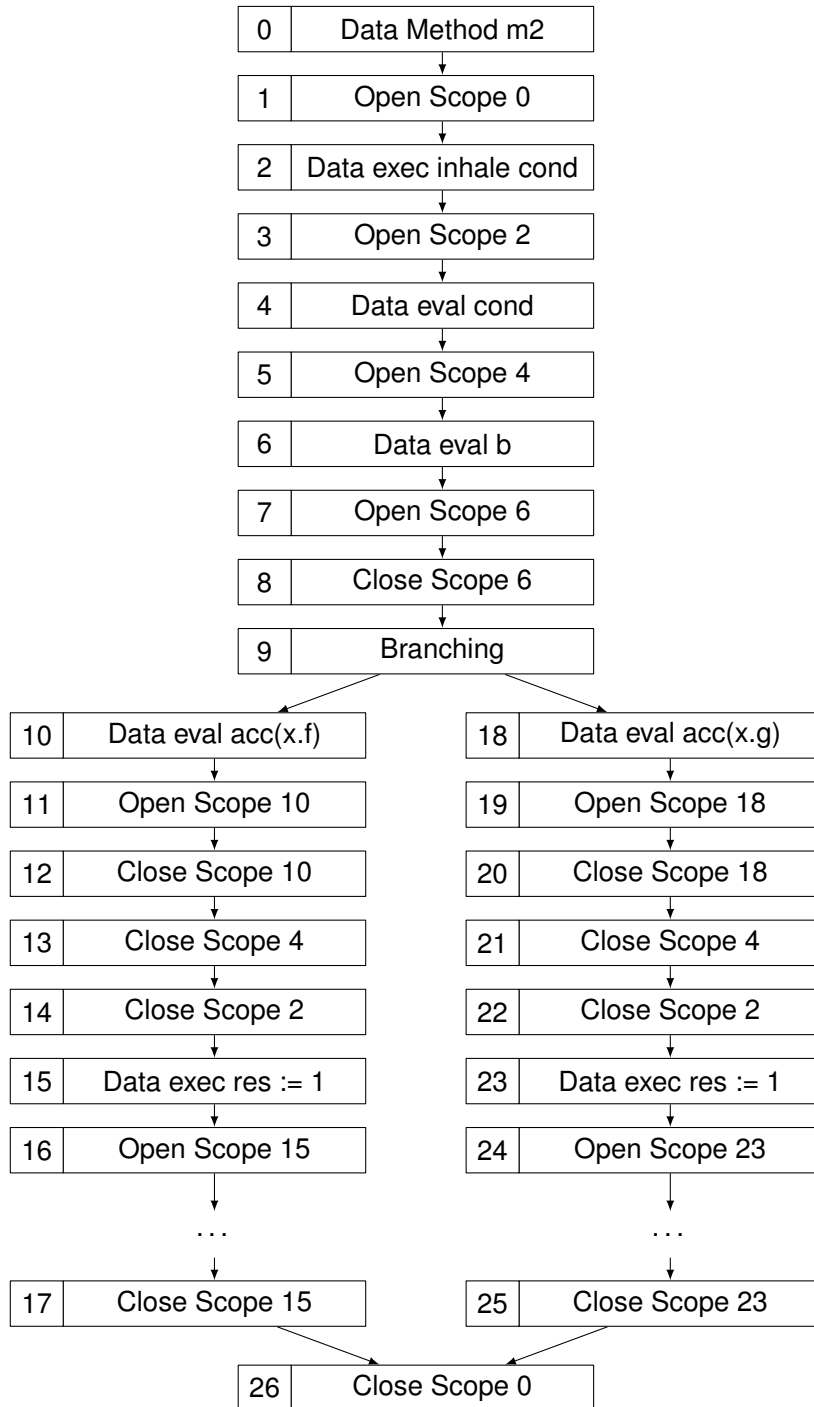 0 Data Method m2
1 Open Scope 0
2 Data exec inhale cond
3 Open Scope 2
4 Data eval cond
5 Open Scope 4
6 Data eval b
7 Open Scope 6
8 Close Scope 6
9 Branching
10 Data eval acc(x.f)
11 Open Scope 10
12 Close Scope 10
13 Close Scope 4
14 Close Scope 2
15 Data exec res := 1
16 Open Scope 15
...
17 Close Scope 15
18 Data eval acc(x.g)
19 Open Scope 18
20 Close Scope 18
21 Close Scope 4
22 Close Scope 2
23 Data exec res := 1
24 Open Scope 23
...
25 Close Scope 23
26 Close Scope 0